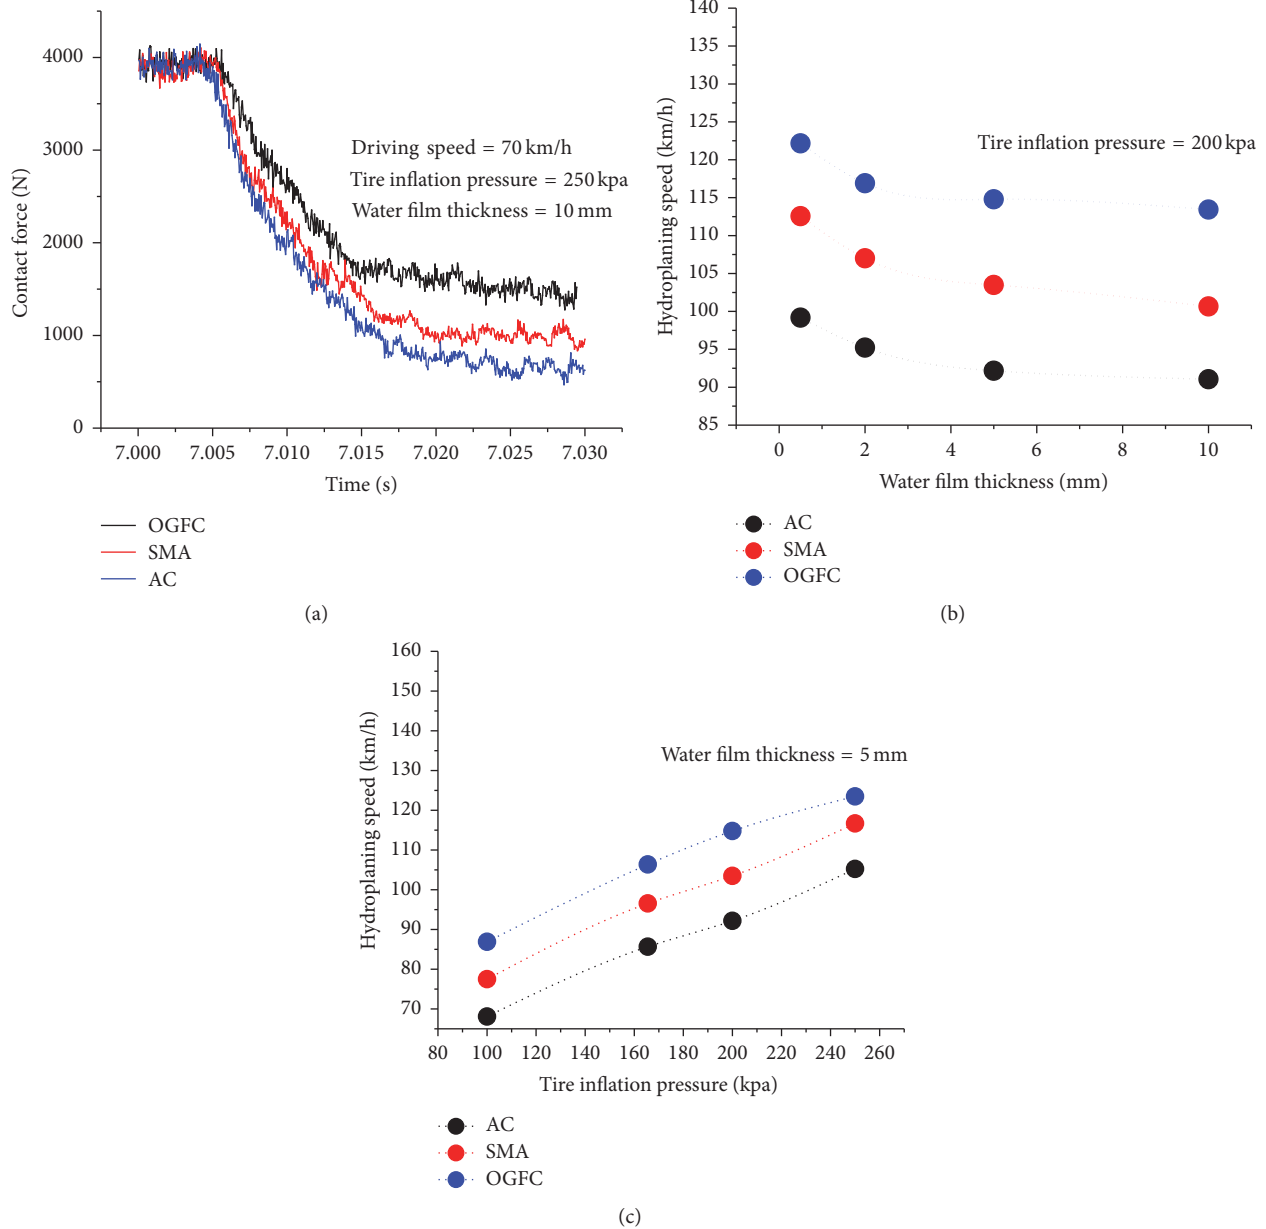 4000
3000
2000
1000
0
Contact force (N)
Driving speed = 70 km/h
Tire inflation pressure = 250 kpa
Water film thickness = 10 mm
7.000 7.005 7.010 7.015 7.020 7.025 7.030
Time (s)
OGFC
SMA
AC
(a)
140
135
130
125
120
115
110
105
100
95
90
85
Hydroplaning speed (km/h)
Tire inflation pressure = 200 kpa
0 2 4 6 8 10
Water film thickness (mm)
AC
SMA
OGFC
(b)
160
150
140
130
120
110
100
90
80
70
Hydroplaning speed (km/h)
Water film thickness = 5 mm
80 100 120 140 160 180 200 220 240 260
Tire inflation pressure (kpa)
AC
SMA
OGFC
(c)